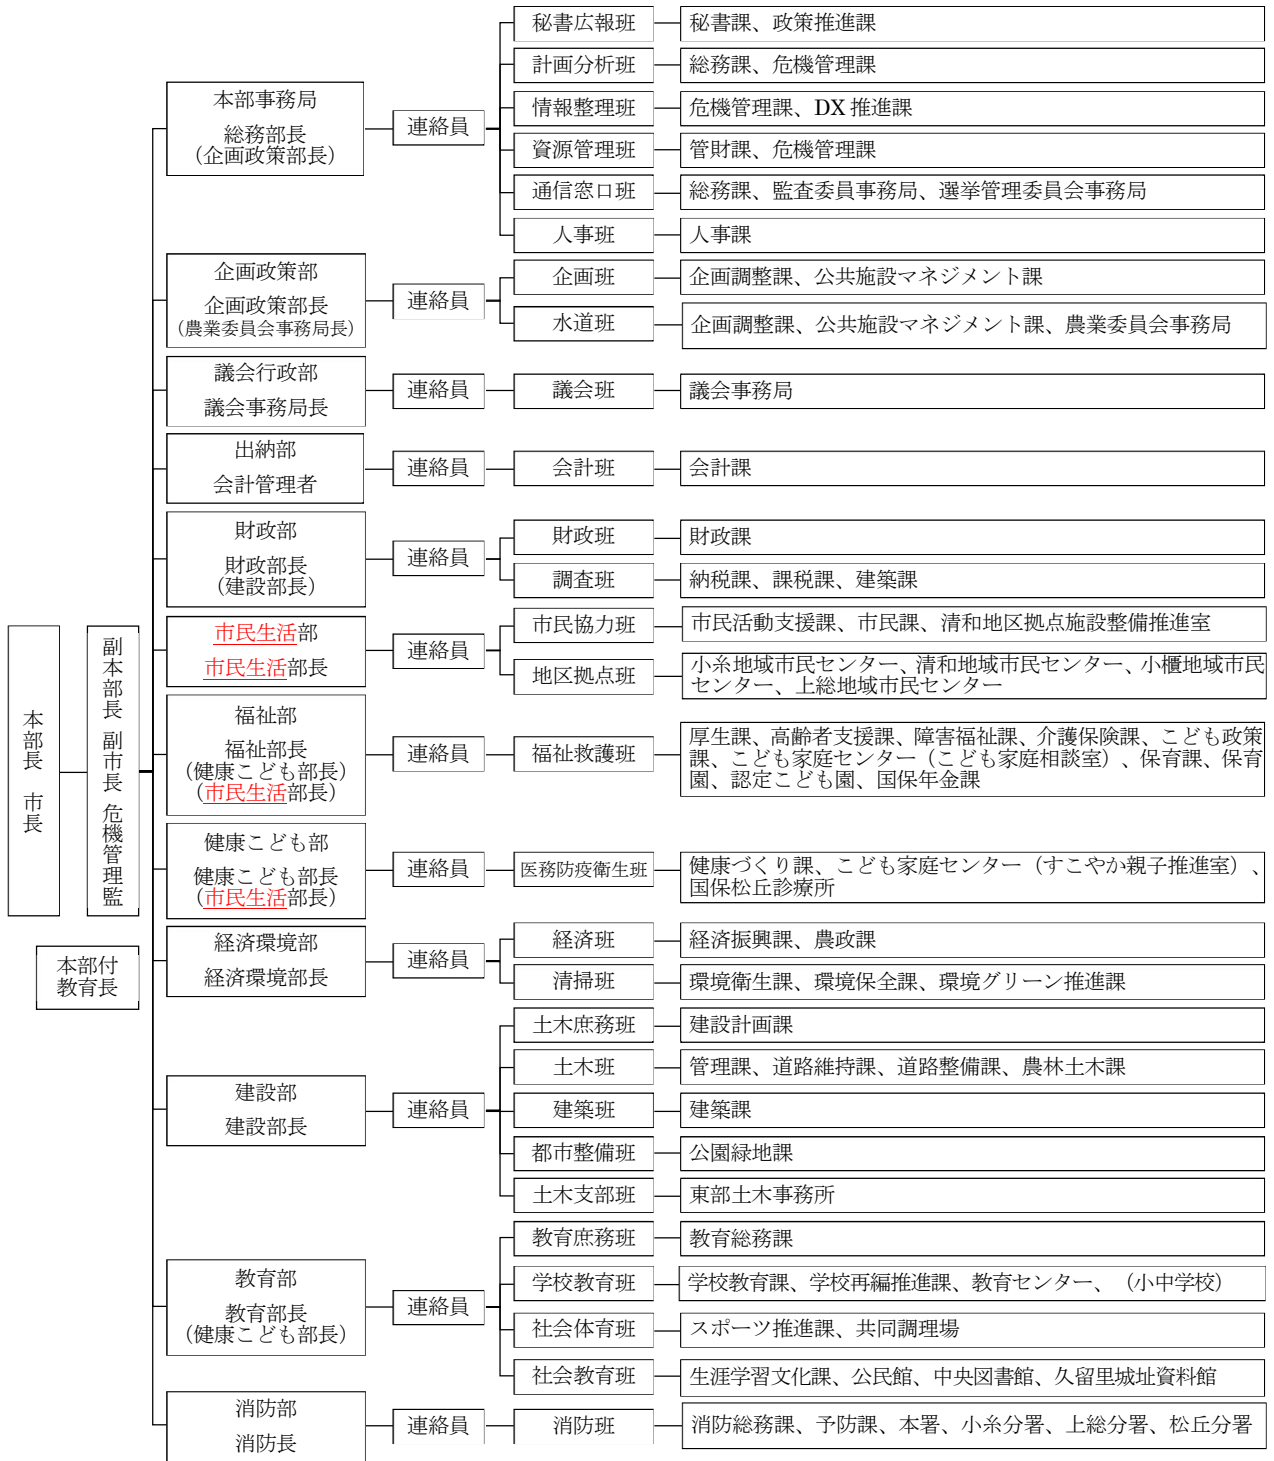 本部長　市長
副本部長　副市長　危機管理監
本部付
教育長
本部事務局
総務部長
（企画政策部長）
連絡員
秘書広報班
秘書課、政策推進課
計画分析班
総務課、危機管理課
情報整理班
危機管理課、DX 推進課
資源管理班
管財課、危機管理課
通信窓口班
総務課、監査委員事務局、選挙管理委員会事務局
人事班
人事課
企画政策部
企画政策部長
（農業委員会事務局長）
連絡員
企画班
企画調整課、公共施設マネジメント課
水道班
企画調整課、公共施設マネジメント課、農業委員会事務局
議会行政部
議会事務局長
連絡員
議会班
議会事務局
出納部
会計管理者
連絡員
会計班
会計課
財政部
財政部長
（建設部長）
連絡員
財政班
財政課
調査班
納税課、課税課、建築課
市民生活部
市民生活部長
連絡員
市民協力班
市民活動支援課、市民課、清和地区拠点施設整備推進室
地区拠点班
小糸地域市民センター、清和地域市民センター、小櫃地域市民
センター、上総地域市民センター
福祉部
福祉部長
（健康こども部長）
（市民生活部長）
連絡員
福祉救護班
厚生課、高齢者支援課、障害福祉課、介護保険課、こども政策
課、こども家庭センター（こども家庭相談室）、保育課、保育
園、認定こども園、国保年金課
健康こども部
健康こども部長
（市民生活部長）
連絡員
医務防疫衛生班
健康づくり課、こども家庭センター（すこやか親子推進室）、
国保松丘診療所
経済環境部
経済環境部長
連絡員
経済班
経済振興課、農政課
清掃班
環境衛生課、環境保全課、環境グリーン推進課
建設部
建設部長
連絡員
土木庶務班
建設計画課
土木班
管理課、道路維持課、道路整備課、農林土木課
建築班
建築課
都市整備班
公園緑地課
土木支部班
東部土木事務所
教育部
教育部長
（健康こども部長）
連絡員
教育庶務班
教育総務課
学校教育班
学校教育課、学校再編推進課、教育センター、（小中学校）
社会体育班
スポーツ推進課、共同調理場
社会教育班
生涯学習文化課、公民館、中央図書館、久留里城址資料館
消防部
消防長
連絡員
消防班
消防総務課、予防課、本署、小糸分署、上総分署、松丘分署